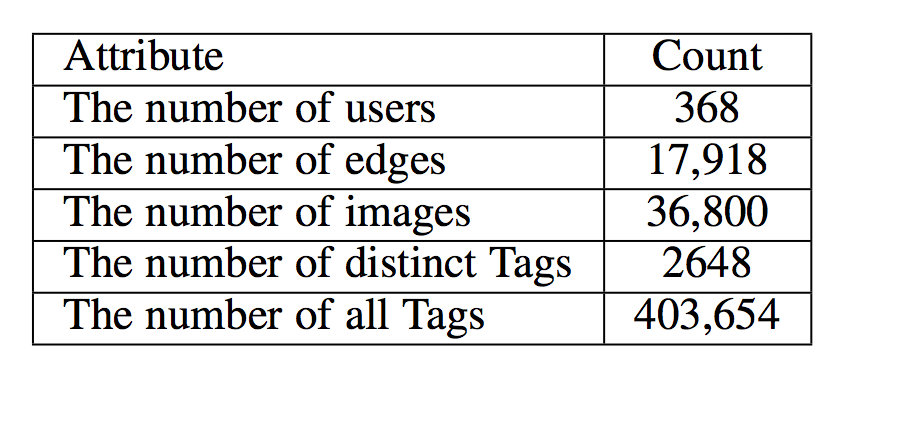 Attribute Count
The number of users 368
The number of edges 17,918
The number of images 36,800
The number of distinct Tags 2648
The number of all Tags 403,654